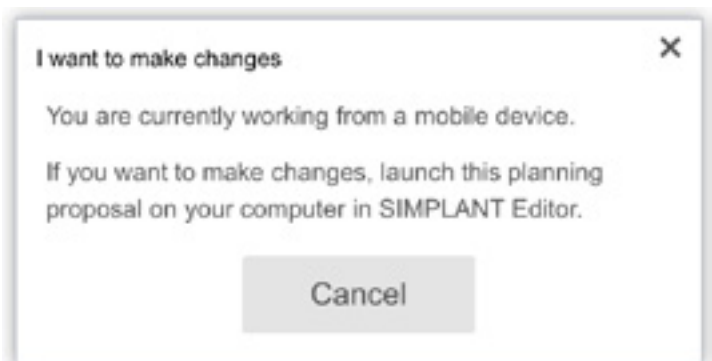 I want to make changes
You are currently working from a mobile device.
If you want to make changes, launch this planning
proposal on your computer in SIMPLANT Editor.
Cancel